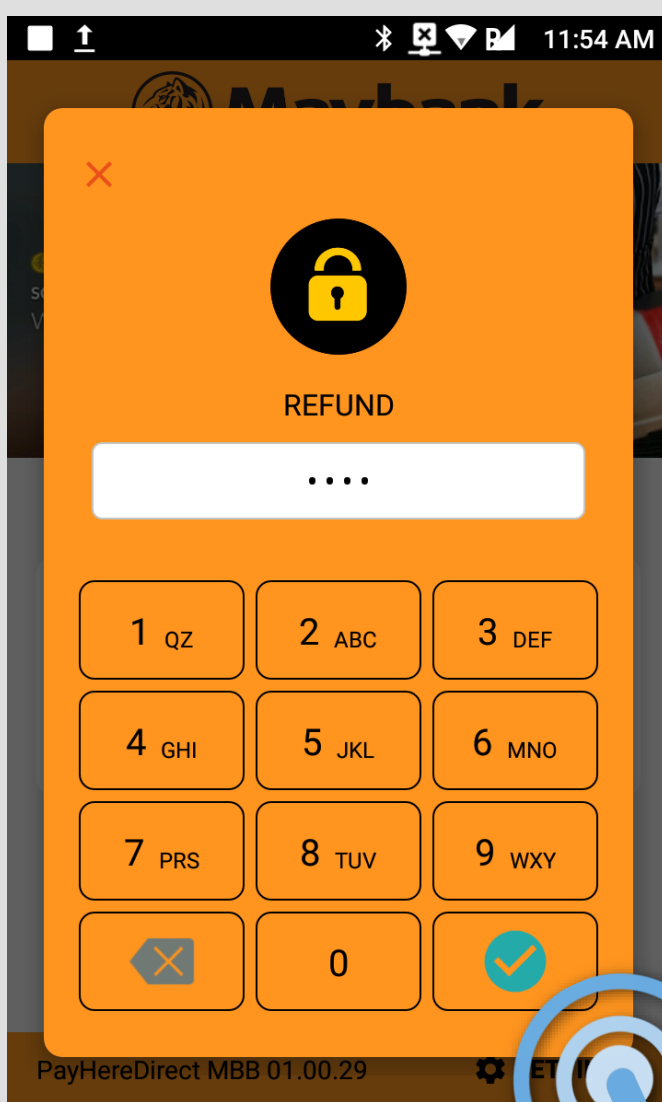 11:54 AM
Maybank
REFUND
....
1 QZ
2 ABC
3 DEF
4 GHI
5 JKL
6 MNO
7 PRS
8 TUV
9 WXY
0
PayHereDirect MBB 01.00.29